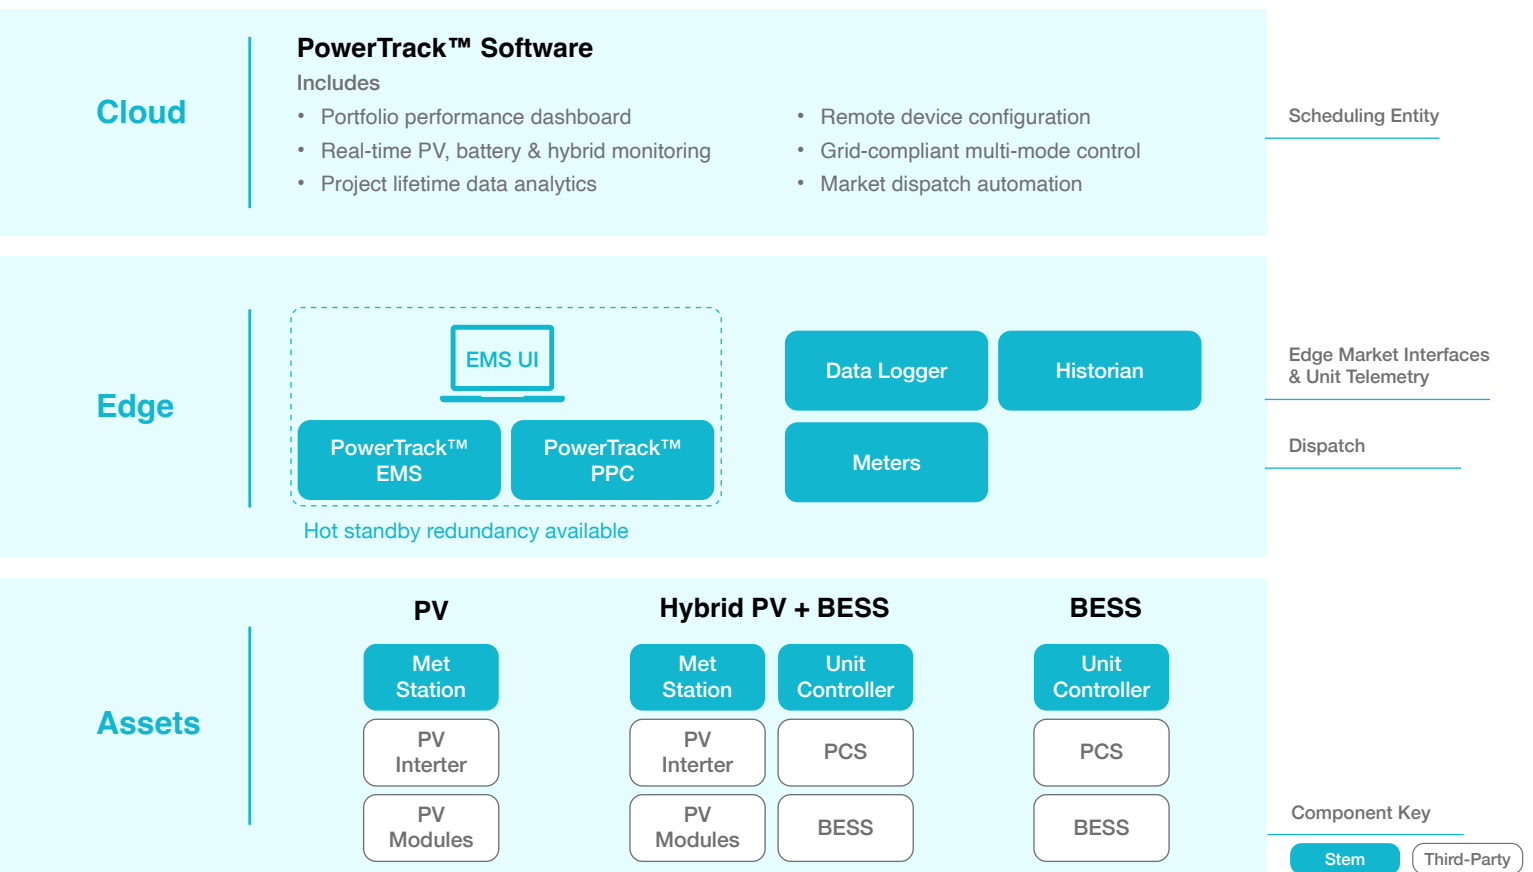 PowerTrack™ Software
Includes
Cloud
• Portfolio performance dashboard
• Real-time PV, battery & hybrid monitoring
• Project lifetime data analytics
• Remote device configuration
• Grid-compliant multi-mode control
• Market dispatch automation
Scheduling Entity
Edge
EMS UI
PowerTrack™
EMS
PowerTrack™
PPC
Hot standby redundancy available
Data Logger
Historian
Meters
Edge Market Interfaces
& Unit Telemetry
Dispatch
Assets
PV
Met
Station
PV
Interter
PV
Modules
Hybrid PV + BESS
Met
Station
Unit
Controller
PV
Interter
PCS
PV
Modules
BESS
BESS
Unit
Controller
PCS
BESS
Component Key
Stem
Third-Party